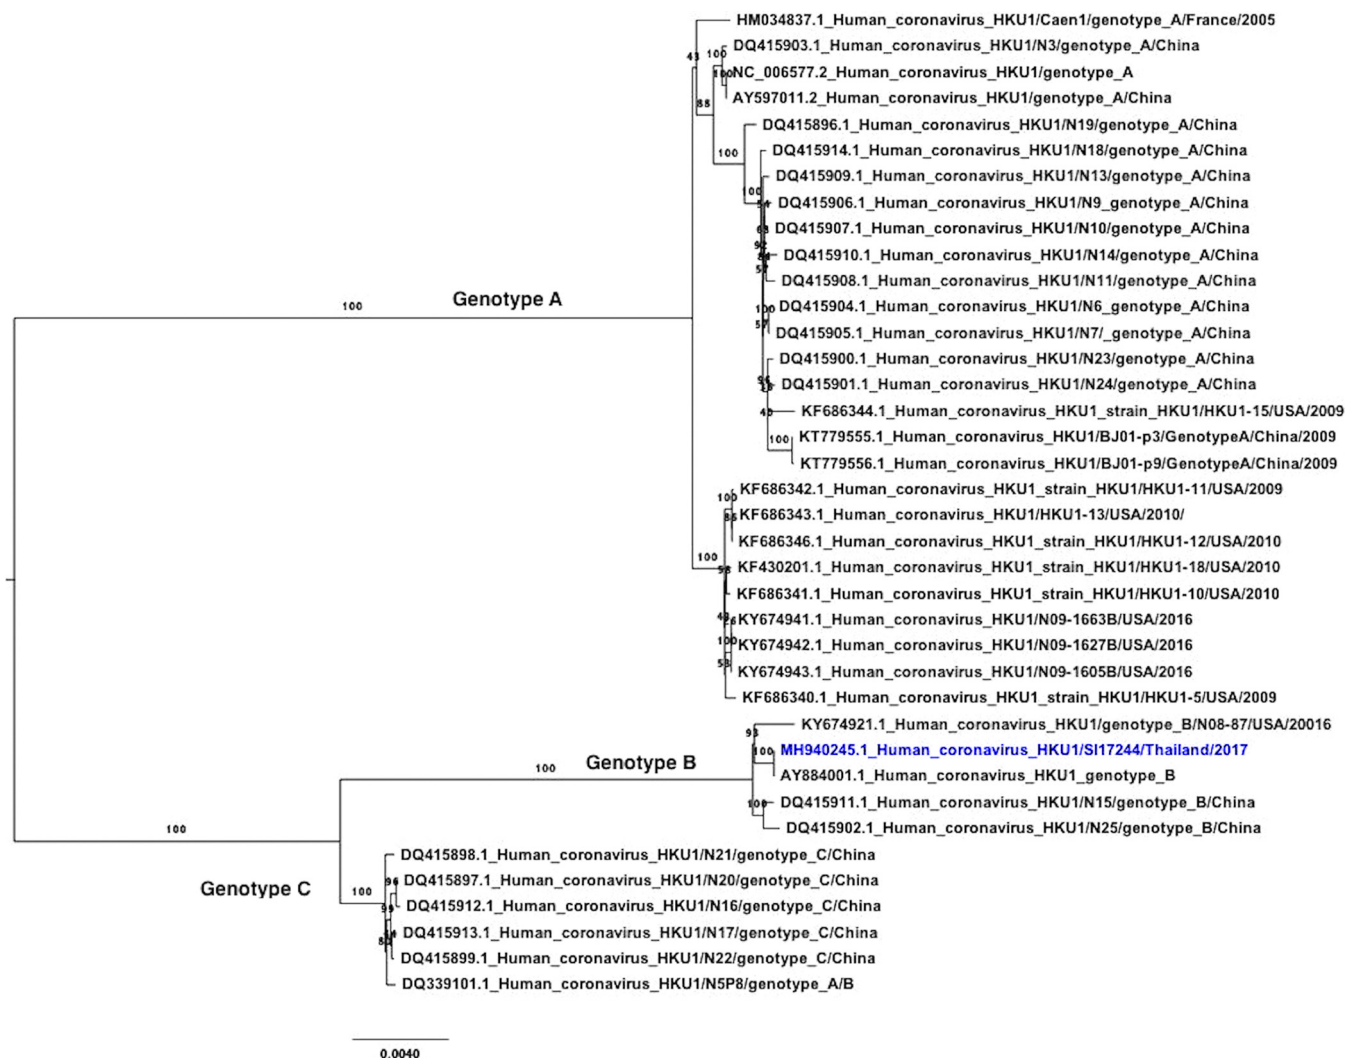 HM034837.1_Human_coronavirus_HKU1/Caen1/genotype_A/France/2005
43
100
DQ415903.1_Human_coronavirus_HKU1/N3/genotype_A/China
100
NC_006577.2_Human_coronavirus_HKU1/genotype_A
88
AY597011.2_Human_coronavirus_HKU1/genotype_A/China
DQ415896.1_Human_coronavirus_HKU1/N19/genotype_A/China
100
DQ415914.1_Human_coronavirus_HKU1/N18/genotype_A/China
DQ415909.1_Human_coronavirus_HKU1/N13/genotype_A/China
100
DQ415906.1_Human_coronavirus_HKU1/N9_genotype_A/China
DQ415907.1_Human_coronavirus_HKU1/N10/genotype_A/China
DQ415910.1_Human_coronavirus_HKU1/N14/genotype_A/China
DQ415908.1_Human_coronavirus_HKU1/N11/genotype_A/China
Genotype A
100
100
DQ415904.1_Human_coronavirus_HKU1/N6_genotype_A/China
57
DQ415905.1_Human_coronavirus_HKU1/N7/_genotype_A/China
DQ415900.1_Human_coronavirus_HKU1/N23/genotype_A/China
DQ415901.1_Human_coronavirus_HKU1/N24/genotype_A/China
KF686344.1_Human_coronavirus_HKU1_strain_HKU1/HKU1-15/USA/2009
100
KT779555.1_Human_coronavirus_HKU1/BJ01-p3/GenotypeA/China/2009
KT779556.1_Human_coronavirus_HKU1/BJ01-p9/GenotypeA/China/2009
KF686342.1_Human_coronavirus_HKU1_strain_HKU1/HKU1-11/USA/2009
100
KF686343.1_Human_coronavirus_HKU1/HKU1-13/USA/2010/
KF686346.1_Human_coronavirus_HKU1_strain_HKU1/HKU1-12/USA/2010
100
KF430201.1_Human_coronavirus_HKU1_strain_HKU1/HKU1-18/USA/2010
KF686341.1_Human_coronavirus_HKU1_strain_HKU1/HKU1-10/USA/2010
KY674941.1_Human_coronavirus_HKU1/N09-1663B/USA/2016
100
KY674942.1_Human_coronavirus_HKU1/N09-1627B/USA/2016
53
KY674943.1_Human_coronavirus_HKU1/N09-1605B/USA/2016
KF686340.1_Human_coronavirus_HKU1_strain_HKU1/HKU1-5/USA/2009
KY674921.1_Human_coronavirus_HKU1/genotype_B/N08-87/USA/20016
93
100
MH940245.1_Human_coronavirus_HKU1/SI17244/Thailand/2017
Genotype B
100
AY884001.1_Human_coronavirus_HKU1_genotype_B
100
DQ415911.1_Human_coronavirus_HKU1/N15/genotype_B/China
100
DQ415902.1_Human_coronavirus_HKU1/N25/genotype_B/China
DQ415898.1_Human_coronavirus_HKU1/N21/genotype_C/China
Genotype C
100
96
DQ415897.1_Human_coronavirus_HKU1/N20/genotype_C/China
99
DQ415912.1_Human_coronavirus_HKU1/N16/genotype_C/China
DQ415913.1_Human_coronavirus_HKU1/N17/genotype_C/China
DQ415899.1_Human_coronavirus_HKU1/N22/genotype_C/China
DQ339101.1_Human_coronavirus_HKU1/N5P8/genotype_A/B
0.0040